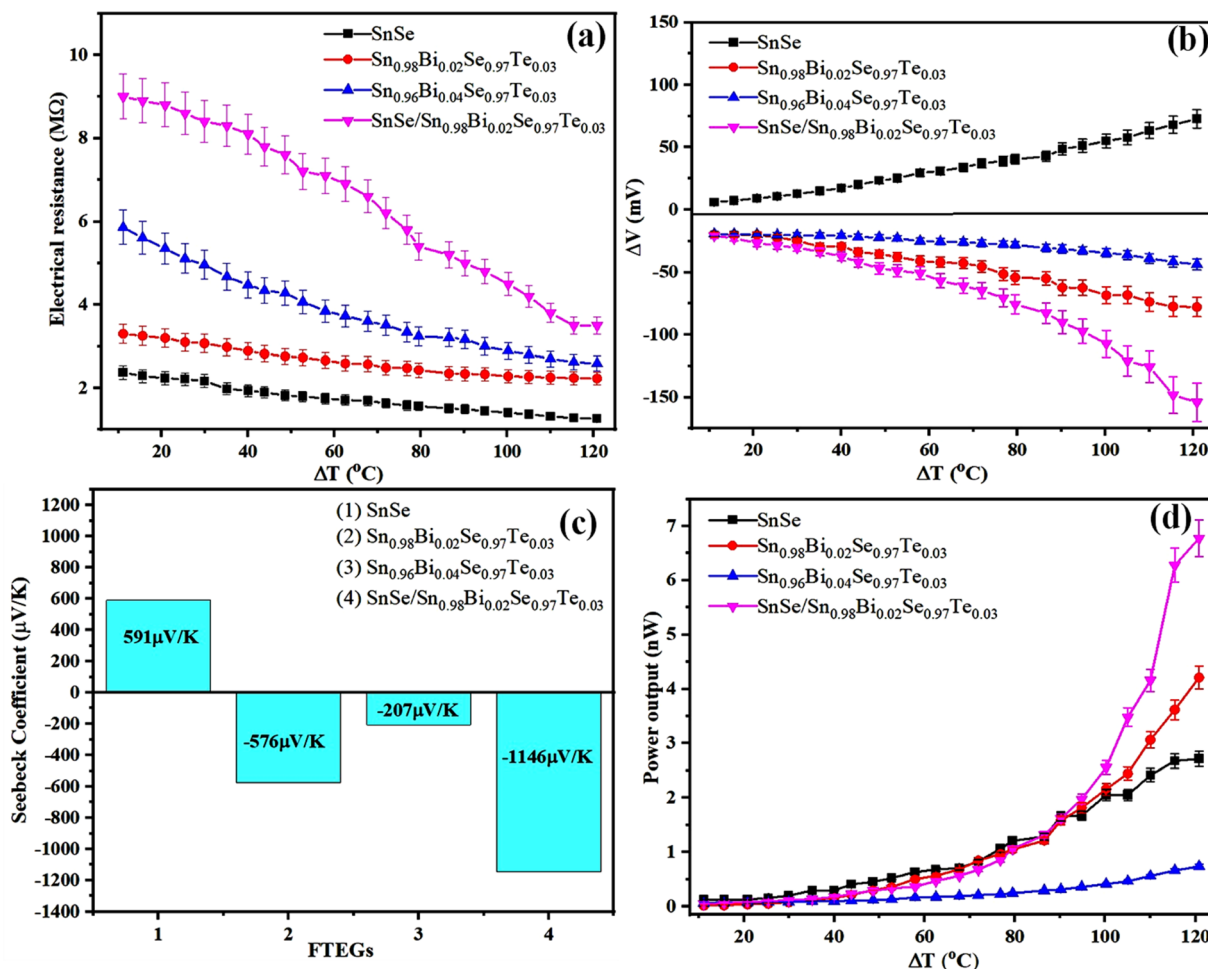 (a)
SnSe
Sn0.98Bi0.02Se0.97Te0.03
Sn0.96Bi0.04Se0.97Te0.03
SnSe/Sn0.98Bi0.02Se0.97Te0.03
Electrical resistance (MΩ)
10
8
6
4
2
20 40 60 80 100 120
ΔT (°C)
(b)
SnSe
Sn0.98Bi0.02Se0.97Te0.03
Sn0.96Bi0.04Se0.97Te0.03
SnSe/Sn0.98Bi0.02Se0.97Te0.03
ΔV (mV)
150
100
50
0
-50
-100
-150
20 40 60 80 100 120
ΔT (°C)
(c)
(1) SnSe
(2) Sn0.98Bi0.02Se0.97Te0.03
(3) Sn0.96Bi0.04Se0.97Te0.03
(4) SnSe/Sn0.98Bi0.02Se0.97Te0.03
Seebeck Coefficient (μV/K)
1200
1000
800
600
400
200
0
-200
-400
-600
-800
-1000
-1200
-1400
591μV/K
-576μV/K
-207μV/K
-1146μV/K
1 2 3 4
FTEGs
(d)
SnSe
Sn0.98Bi0.02Se0.97Te0.03
Sn0.96Bi0.04Se0.97Te0.03
SnSe/Sn0.98Bi0.02Se0.97Te0.03
Power output (nW)
7
6
5
4
3
2
1
0
20 40 60 80 100 120
ΔT (°C)